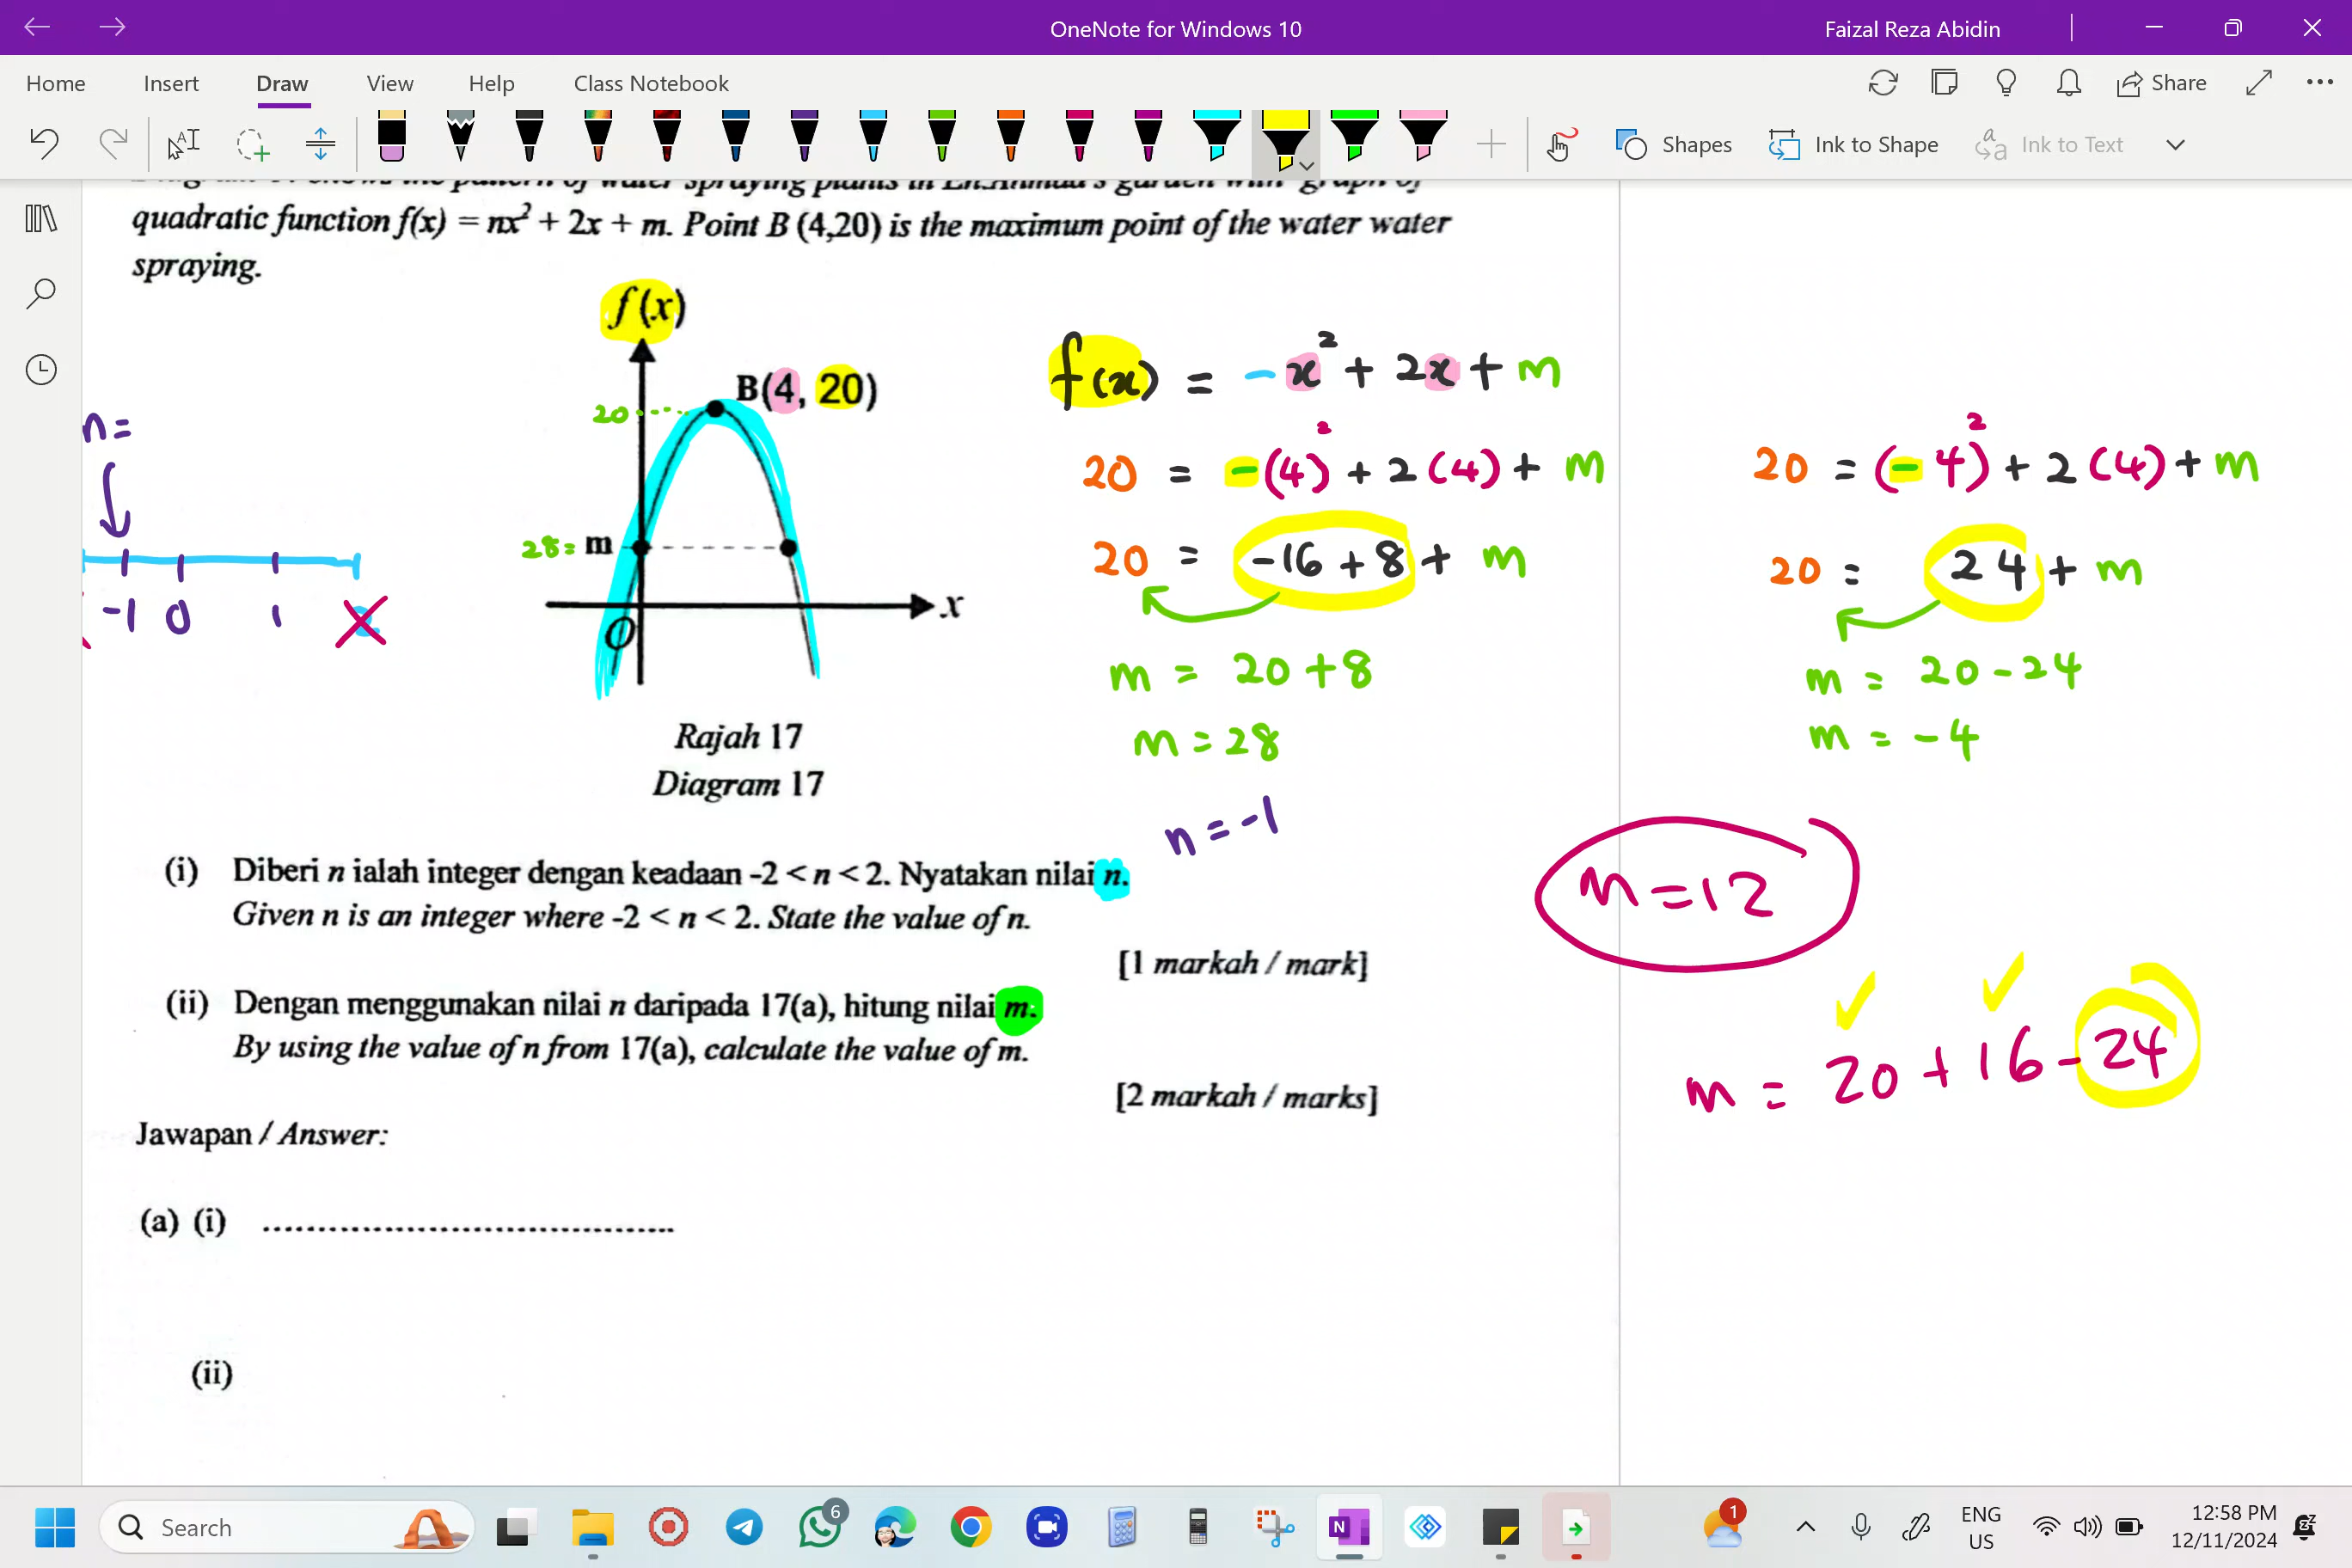 OneNote for Windows 10
Faizal Reza Abidin
Home Insert Draw View Help Class Notebook Share
Shapes Ink to Shape Ink to Text
quadratic function f(x) = nx² + 2x + m. Point B (4,20) is the maximum point of the water water
spraying.
f(x)
B(4, 20)
20
28 = m
O
x
n =
-1 0 1 2
Rajah 17
Diagram 17
f(x) = -x² + 2x + m
20 = -(4)² + 2(4) + m
20 = -16 + 8 + m
m = 20 + 8
m = 28
n = -1
20 = (-4)² + 2(4) + m
20 = 24 + m
m = 20 - 24
m = -4
m = 12
m = 20 + 16 - 24
(i) Diberi n ialah integer dengan keadaan -2 < n < 2. Nyatakan nilai n.
Given n is an integer where -2 < n < 2. State the value of n.
[1 markah / mark]
(ii) Dengan menggunakan nilai n daripada 17(a), hitung nilai m.
By using the value of n from 17(a), calculate the value of m.
[2 markah / marks]
Jawapan / Answer:
(a) (i) ..........................................
(ii)
Search
6
1
ENG
US
12:58 PM
12/11/2024